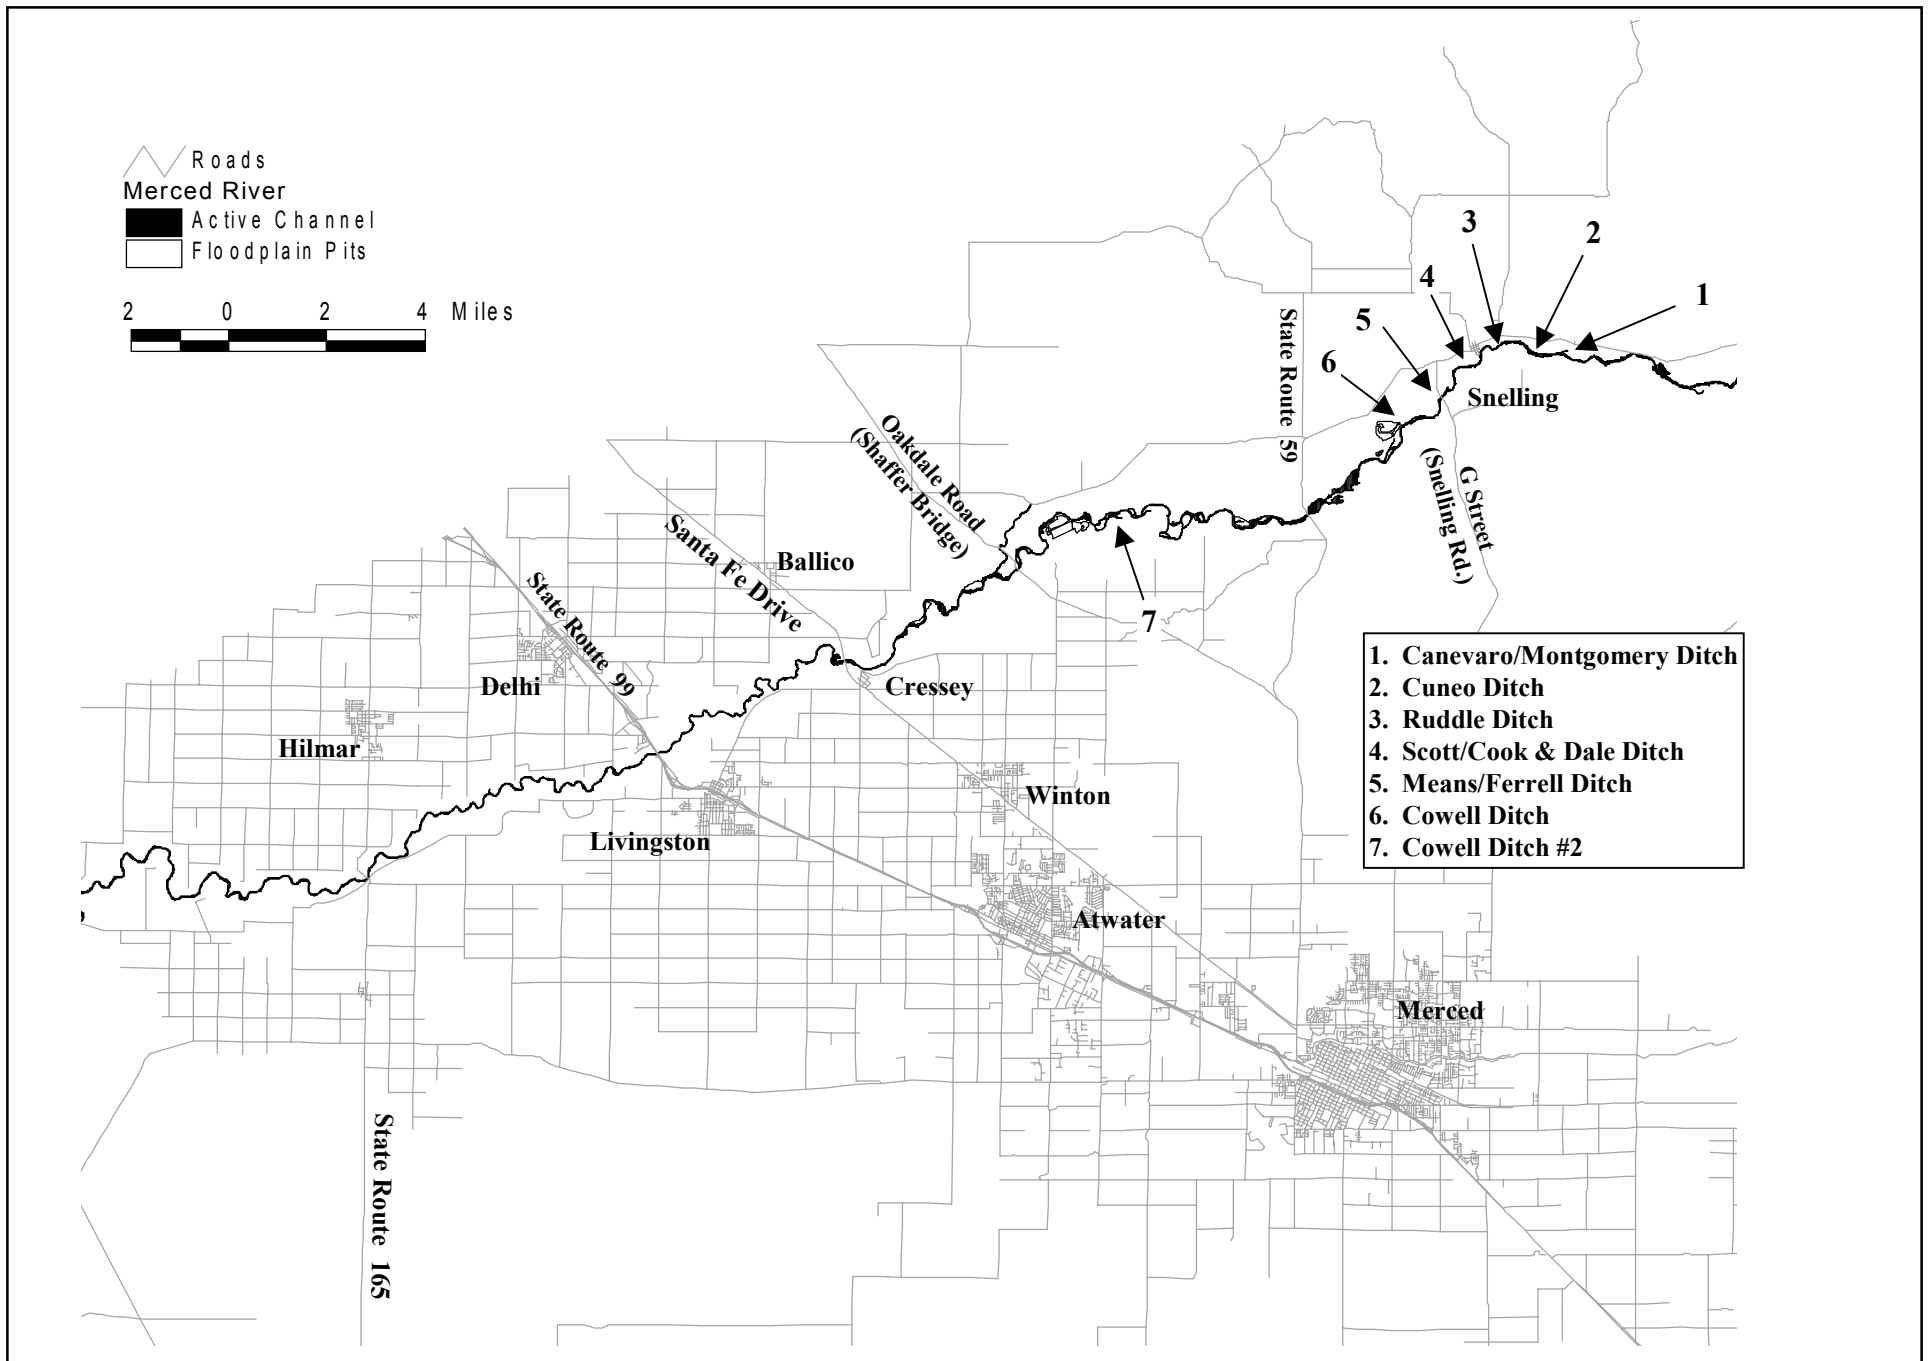 Roads
Merced River
Active Channel
Floodplain Pits
2 0 2 4 Miles
3
2
4
1
5
6
State Route 59
Snelling
Oakdale Road
(Shaffer Bridge)
G Street
(Snelling Rd.)
Santa Fe Drive
Ballico
State Route 99
7
Delhi
Cressey
Hilmar
Winton
Livingston
1. Canevaro/Montgomery Ditch
2. Cuneo Ditch
3. Ruddle Ditch
4. Scott/Cook & Dale Ditch
5. Means/Ferrell Ditch
6. Cowell Ditch
7. Cowell Ditch #2
Atwater
Merced
State Route 165